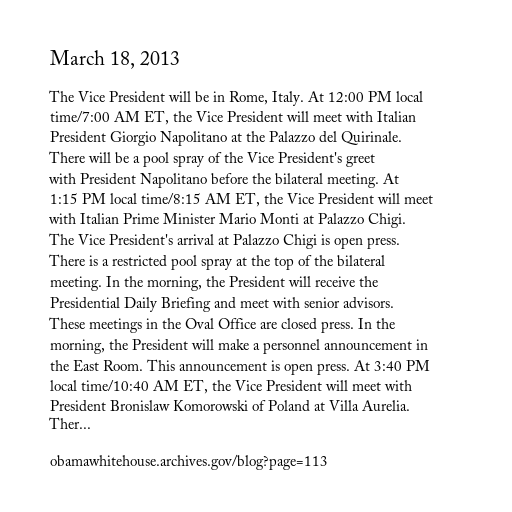 March 18, 2013
The Vice President will be in Rome, Italy. At 12:00 PM local
time/7:00 AM ET, the Vice President will meet with Italian
President Giorgio Napolitano at the Palazzo del Quirinale.
There will be a pool spray of the Vice President's greet
with President Napolitano before the bilateral meeting. At
1:15 PM local time/8:15 AM ET, the Vice President will meet
with Italian Prime Minister Mario Monti at Palazzo Chigi.
The Vice President's arrival at Palazzo Chigi is open press.
There is a restricted pool spray at the top of the bilateral
meeting. In the morning, the President will receive the
Presidential Daily Briefing and meet with senior advisors.
These meetings in the Oval Office are closed press. In the
morning, the President will make a personnel announcement in
the East Room. This announcement is open press. At 3:40 PM
local time/10:40 AM ET, the Vice President will meet with
President Bronislaw Komorowski of Poland at Villa Aurelia.
Ther...
obamawhitehouse.archives.gov/blog?page=113